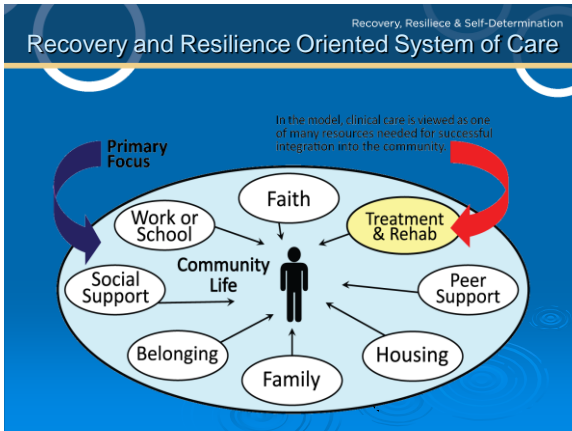 Recovery, Resiliece & Self-Determination
Recovery and Resilience Oriented System of Care
In the model, clinical care is viewed as one
of many resources needed for successful
integration into the community.
Primary
Focus
Faith
Work or
School
Treatment
& Rehab
Community
Life
Social
Support
Peer
Support
Belonging
Housing
Family